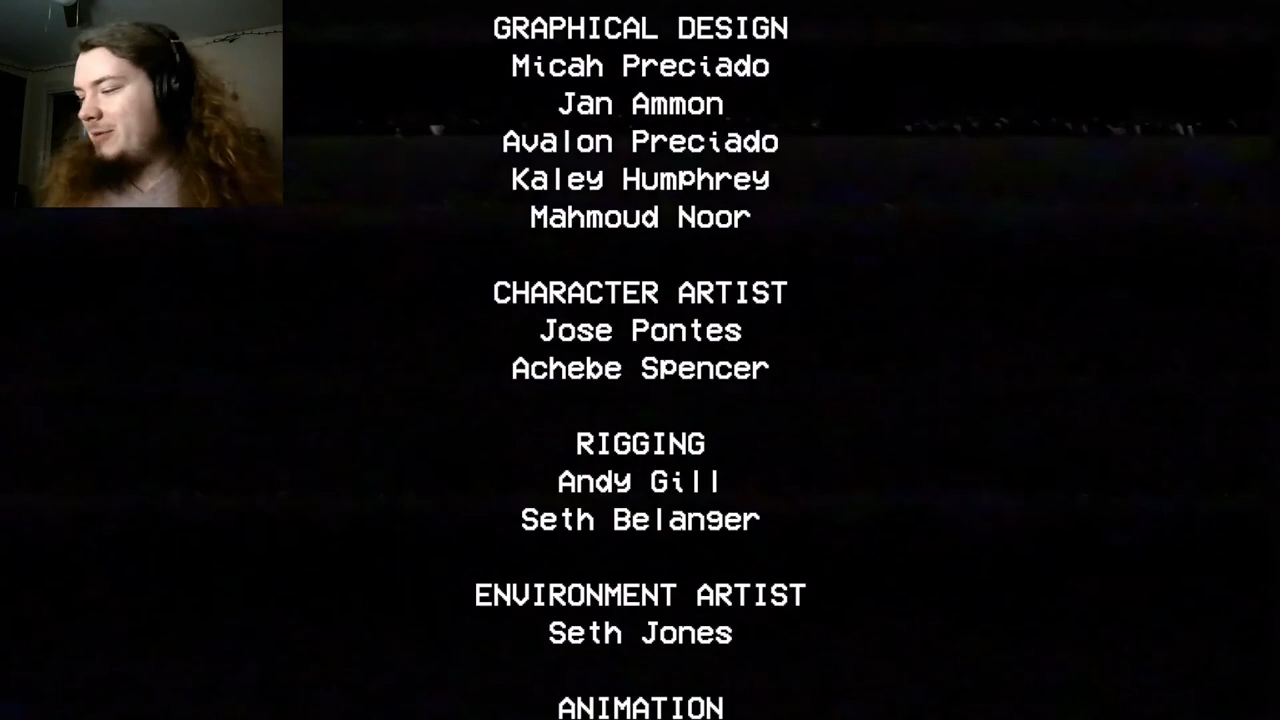 GRAPHICAL DESIGN
Micah Preciado
Jan Ammon
Avalon Preciado
Kaley Humphrey
Mahmoud Noor
CHARACTER ARTIST
Jose Pontes
Achebe Spencer
RIGGING
Andy Gill
Seth Belanger
ENVIRONMENT ARTIST
Seth Jones
ANIMATION